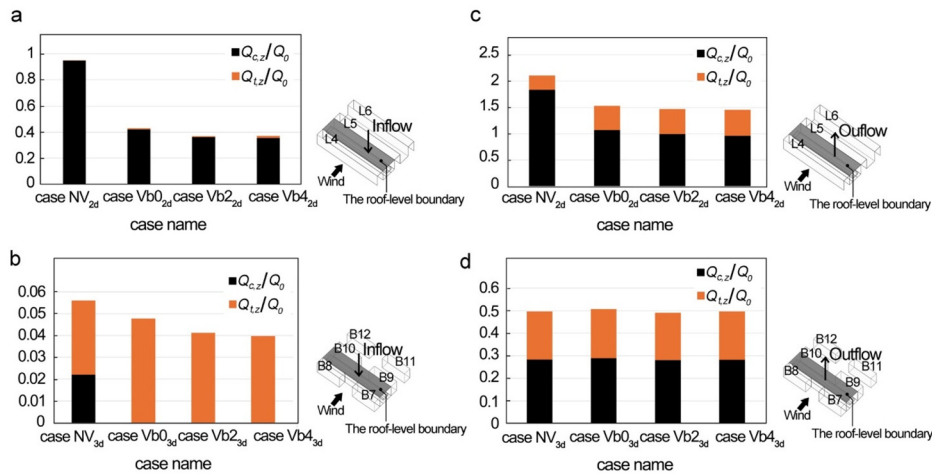 a
1
0.8
0.6
0.4
0.2
0
Qc,z/Q0
Qt,z/Q0
case NV2d
case Vb02d
case Vb22d
case Vb42d
case name
L6
L5
Inflow
L4
Wind
The roof-level boundary
c
2.5
2
1.5
1
0.5
0
Qc,z/Q0
Qt,z/Q0
case NV2d
case Vb02d
case Vb22d
case Vb42d
case name
L6
L5
Ouflow
L4
Wind
The roof-level boundary
b
0.06
0.05
0.04
0.03
0.02
0.01
0
Qc,z/Q0
Qt,z/Q0
case NV3d
case Vb03d
case Vb23d
case Vb43d
case name
B12
B10
Inflow
B11
B8
B9
B7
Wind
The roof-level boundary
d
0.6
0.5
0.4
0.3
0.2
0.1
0
Qc,z/Q0
Qt,z/Q0
case NV3d
case Vb03d
case Vb23d
case Vb43d
case name
B12
B10
Outflow
B11
B8
B9
B7
Wind
The roof-level boundary